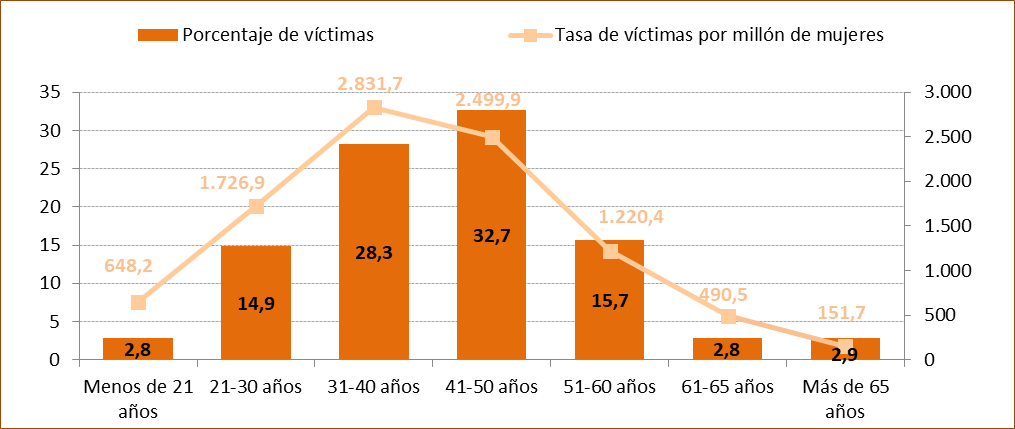 Porcentaje de víctimas
Tasa de víctimas por millón de mujeres
35
30
25
20
15
10
5
0
3.000
2.500
2.000
1.500
1.000
500
0
648,2
1.726,9
2.831,7
2.499,9
1.220,4
490,5
151,7
2,8
14,9
28,3
32,7
15,7
2,8
2,9
Menos de 21
años
21-30 años
31-40 años
41-50 años
51-60 años
61-65 años
Más de 65
años